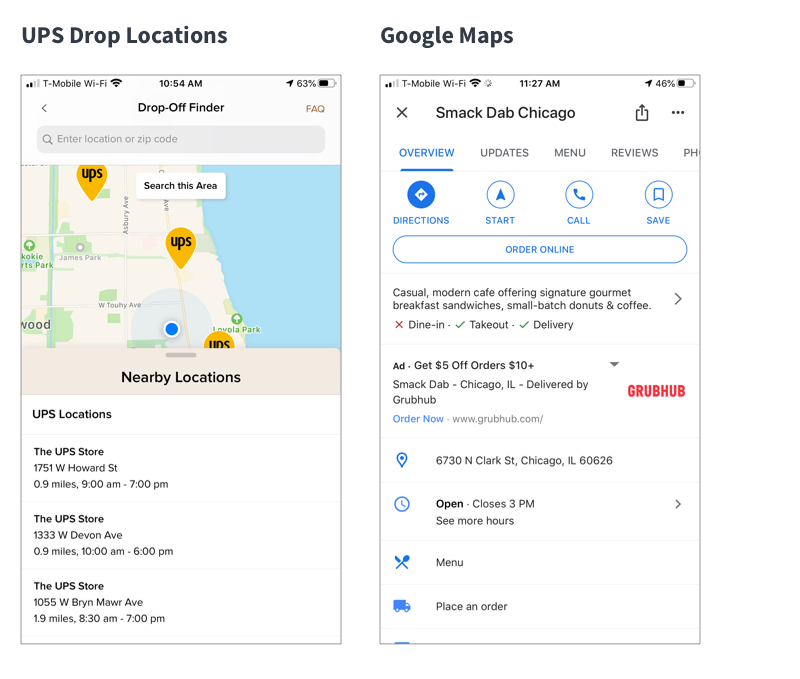 UPS Drop Locations
T-Mobile Wi-Fi 10:54 AM 63%
Drop-Off Finder FAQ
Enter location or zip code
ups
Search this Area
Asbury Ave
Ave
ups
kokie
rts Park
James Park
W Touhy Ave
wood
Loyola Park
ups
Nearby Locations
UPS Locations
The UPS Store
1751 W Howard St
0.9 miles, 9:00 am - 7:00 pm
The UPS Store
1333 W Devon Ave
0.9 miles, 10:00 am - 6:00 pm
The UPS Store
1055 W Bryn Mawr Ave
1.9 miles, 8:30 am - 7:00 pm
Google Maps
T-Mobile Wi-Fi 11:27 AM 46%
Smack Dab Chicago
OVERVIEW UPDATES MENU REVIEWS PH
DIRECTIONS START CALL SAVE
ORDER ONLINE
Casual, modern cafe offering signature gourmet
breakfast sandwiches, small-batch donuts & coffee.
Dine-in · Takeout · Delivery
Ad · Get $5 Off Orders $10+
Smack Dab - Chicago, IL - Delivered by
Grubhub
GRUBHUB
Order Now · www.grubhub.com/
6730 N Clark St, Chicago, IL 60626
Open · Closes 3 PM
See more hours
Menu
Place an order